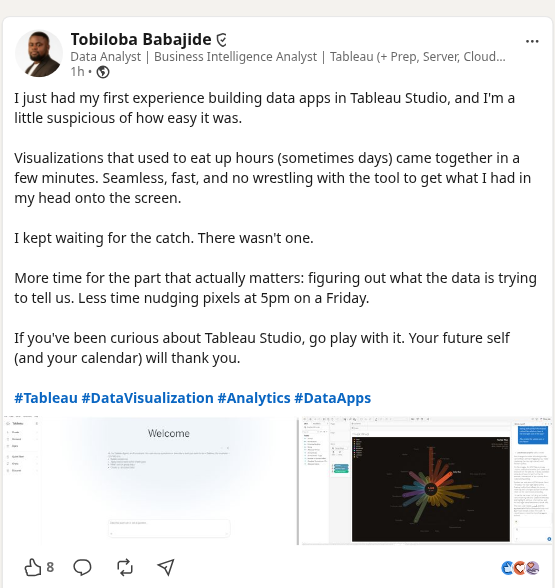 Tobiloba Babajide
Data Analyst | Business Intelligence Analyst | Tableau (+ Prep, Server, Cloud...
1h •
I just had my first experience building data apps in Tableau Studio, and I'm a
little suspicious of how easy it was.
Visualizations that used to eat up hours (sometimes days) came together in a
few minutes. Seamless, fast, and no wrestling with the tool to get what I had in
my head onto the screen.
I kept waiting for the catch. There wasn't one.
More time for the part that actually matters: figuring out what the data is trying
to tell us. Less time nudging pixels at 5pm on a Friday.
If you've been curious about Tableau Studio, go play with it. Your future self
(and your calendar) will thank you.
#Tableau #DataVisualization #Analytics #DataApps
Welcome
8